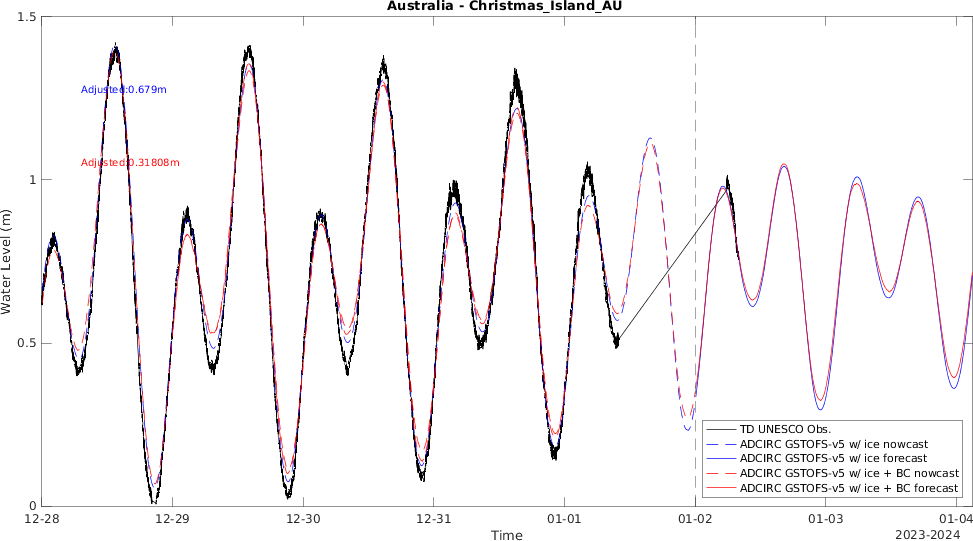 Australia - Christmas_Island_AU
1.5
Adjusted:0.679m
Adjusted:0.31808m
1
Water Level (m)
0.5
TD UNESCO Obs.
ADCIRC GSTOFS-v5 w/ ice nowcast
ADCIRC GSTOFS-v5 w/ ice forecast
ADCIRC GSTOFS-v5 w/ ice + BC nowcast
ADCIRC GSTOFS-v5 w/ ice + BC forecast
0
12-28 12-29 12-30 12-31 01-01 01-02 01-03 01-04
Time
2023-2024